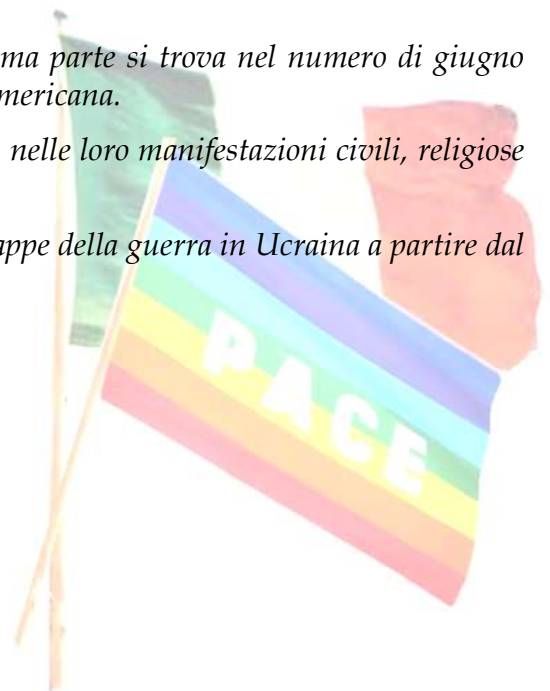 ma parte si trova nel numero di giugno
mericana.
nelle loro manifestazioni civili, religiose
appe della guerra in Ucraina a partire dal
PACE